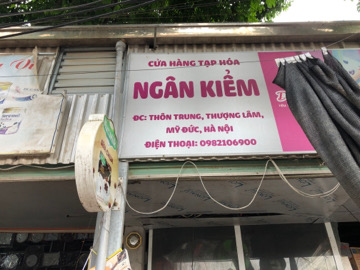 CỬA HÀNG TẠP HÓA
NGÂN KIỂM
ĐC: THÔN TRUNG, THƯỢNG LÂM,
MỸ ĐỨC, HÀ NỘI
ĐIỆN THOẠI: 0982106900